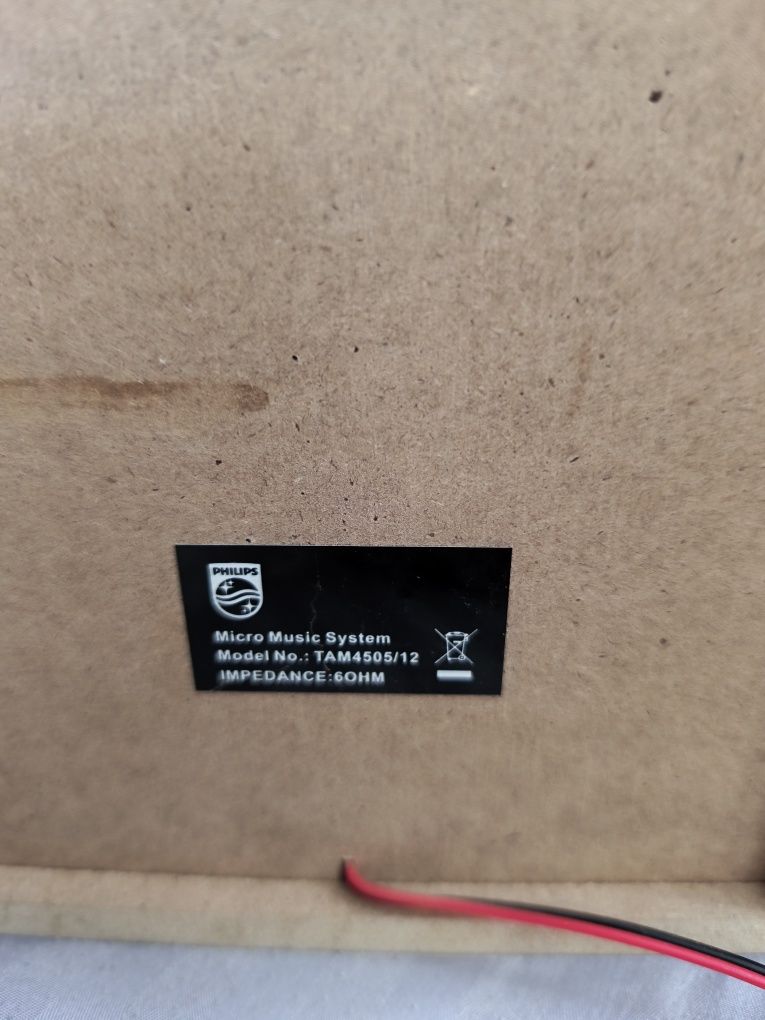 PHILIPS
Micro Music System
Model No.: TAM4505/12
IMPEDANCE:6OHM